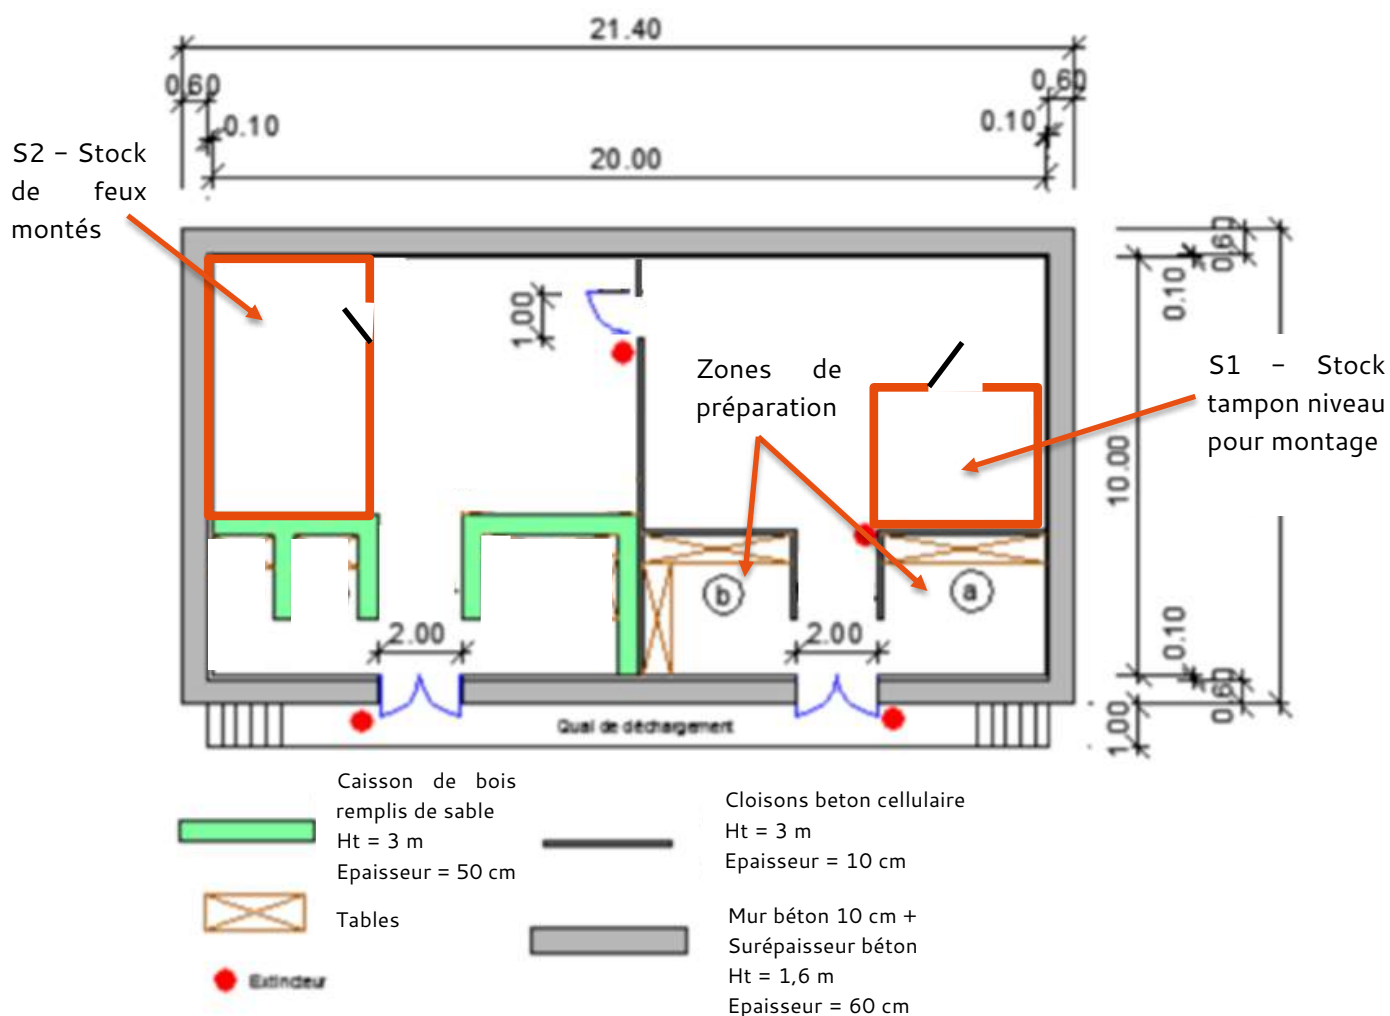 21.40
0.60
0.60
0.10
0.10
20.00
S2 – Stock
de feux
montés
0.60
0.10
1.00
Zones de
préparation
S1 – Stock
tampon niveau
pour montage
10.00
b
a
2.00
2.00
0.10
0.60
1.00
Quai de déchargement
Caisson de bois
remplis de sable
Ht = 3 m
Epaisseur = 50 cm
Cloisons beton cellulaire
Ht = 3 m
Epaisseur = 10 cm
Tables
Mur béton 10 cm +
Surépaisseur béton
Ht = 1,6 m
Epaisseur = 60 cm
Extincteur